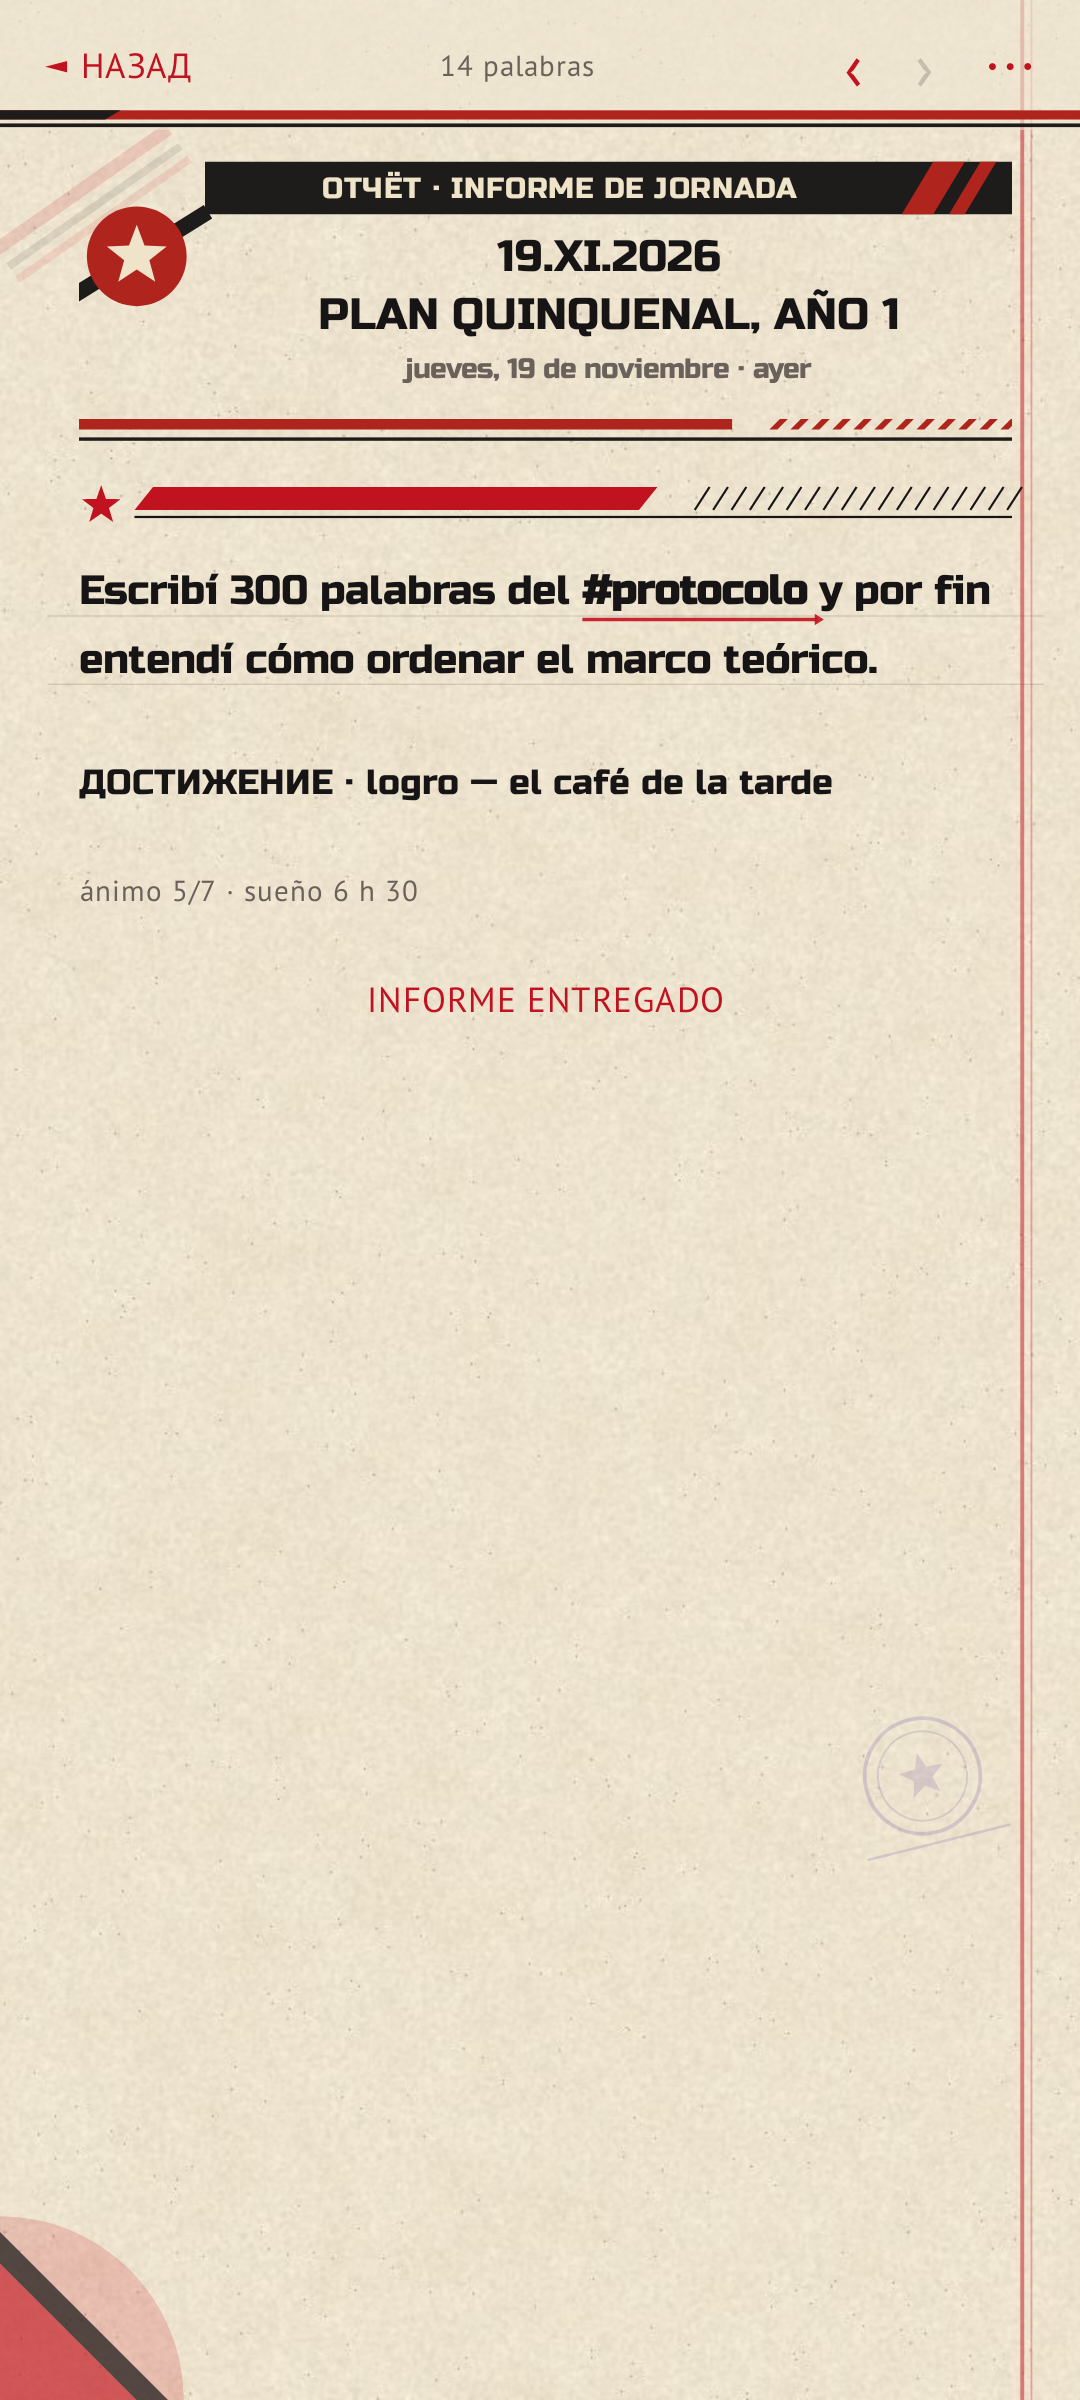 ◄ НАЗАД 14 palabras ‹ › •••
ОТЧЁТ · INFORME DE JORNADA
19.XI.2026
PLAN QUINQUENAL, AÑO 1
jueves, 19 de noviembre · ayer
Escribí 300 palabras del #protocolo y por fin
entendí cómo ordenar el marco teórico.
ДОСТИЖЕНИЕ · logro — el café de la tarde
ánimo 5/7 · sueño 6 h 30
INFORME ENTREGADO